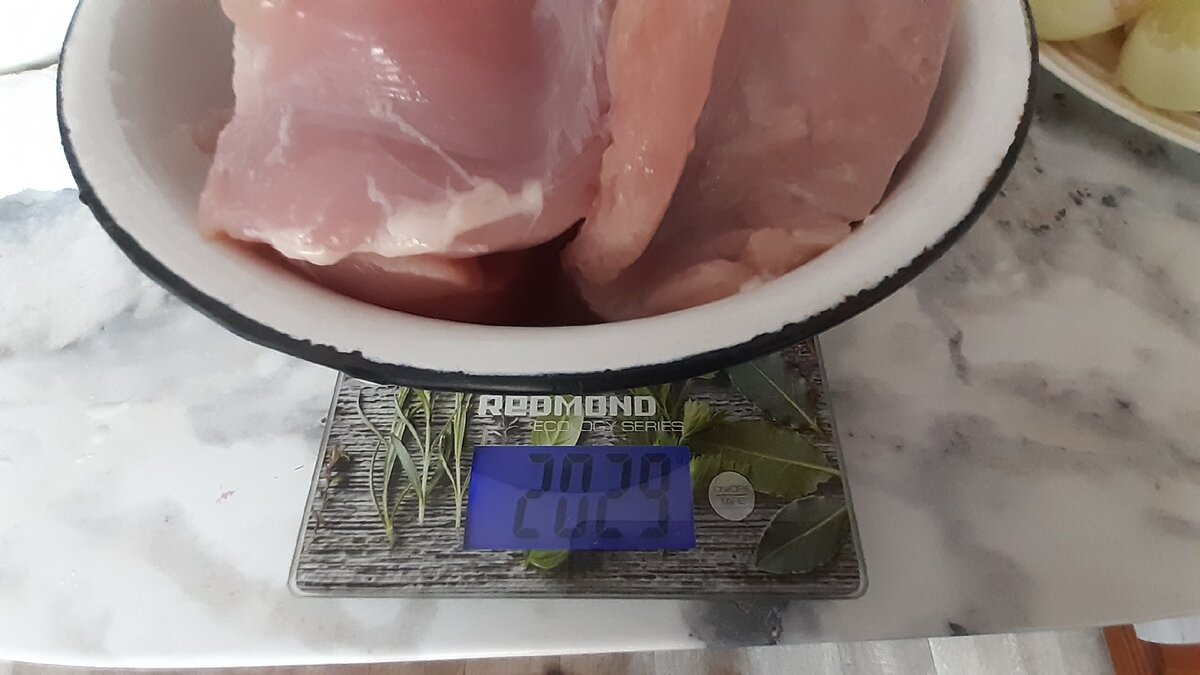 REDMOND
ECOLOGY SERIES
2029
ON/OFF
TARE